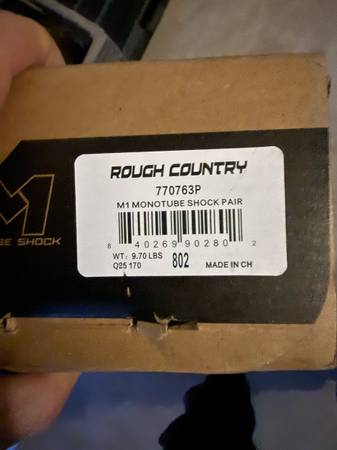 ROUGH COUNTRY
770763P
M1 MONOTUBE SHOCK PAIR
8 40269 90280 2
WT: 9.70 LBS
802
MADE IN CH
Q25 170
M1
BE SHOCK